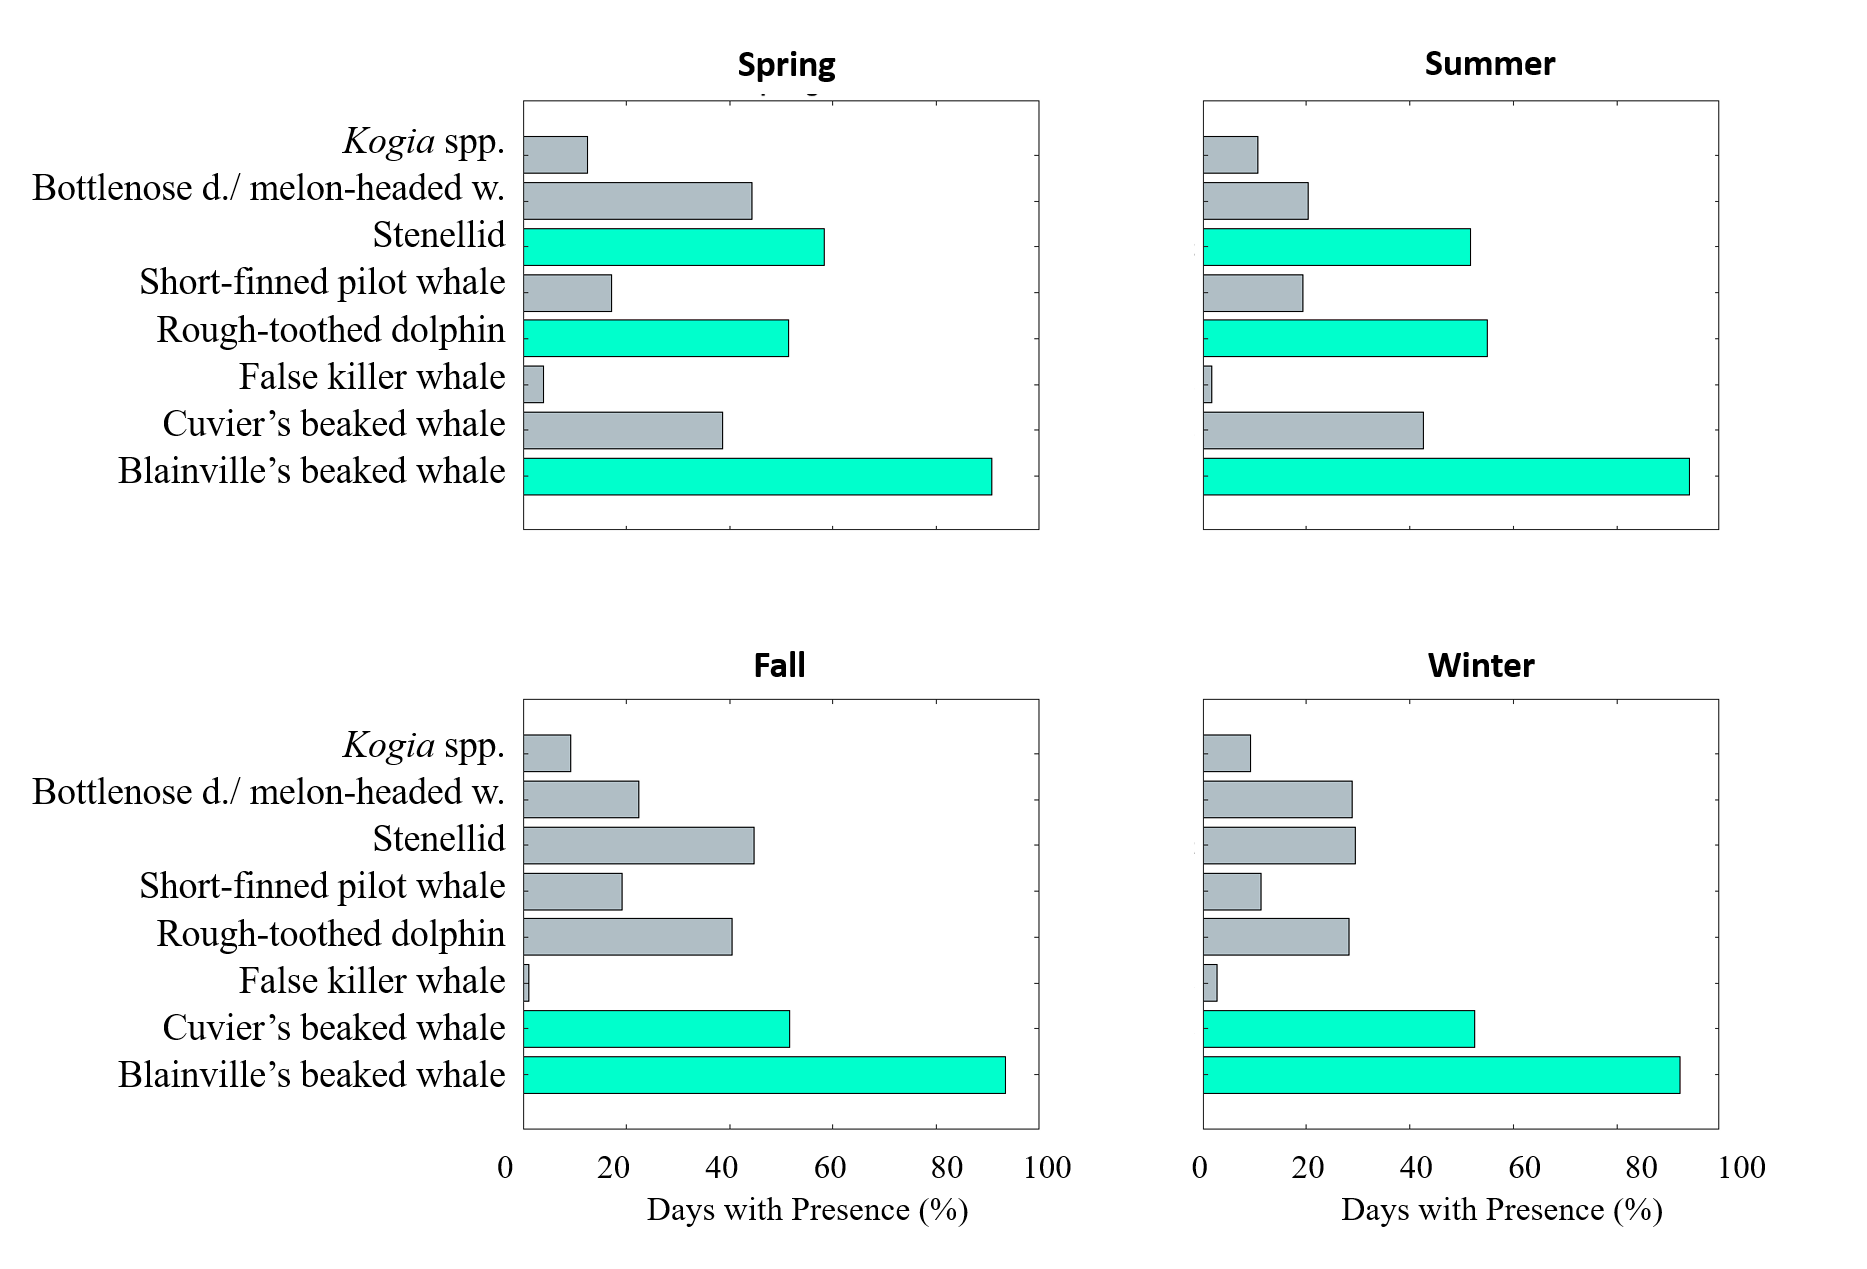 Spring
Summer
Kogia spp.
Bottlenose d./ melon-headed w.
Stenellid
Short-finned pilot whale
Rough-toothed dolphin
False killer whale
Cuvier’s beaked whale
Blainville’s beaked whale
Fall
Winter
Kogia spp.
Bottlenose d./ melon-headed w.
Stenellid
Short-finned pilot whale
Rough-toothed dolphin
False killer whale
Cuvier’s beaked whale
Blainville’s beaked whale
0 20 40 60 80 100
0 20 40 60 80 100
Days with Presence (%)
Days with Presence (%)